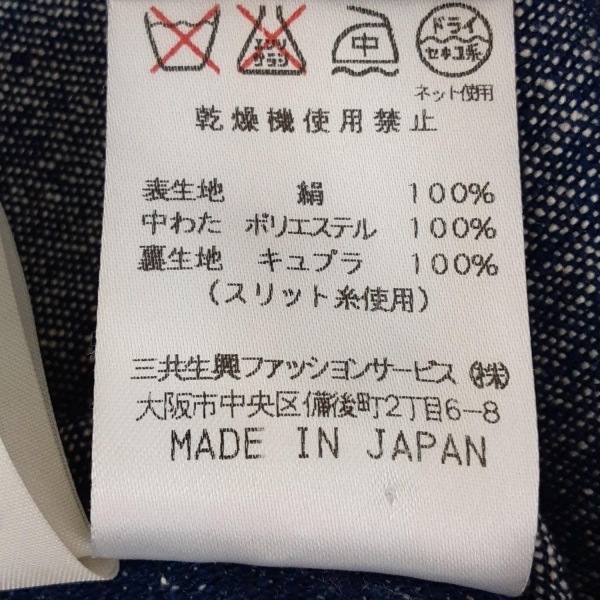 エンソ
サラシ
中
ドライ
セキユ系
ネット使用
乾燥機使用禁止
表生地 絹 100%
中わた ポリエステル 100%
裏生地 キュプラ 100%
(スリット糸使用)
三共生興ファッションサービス(株)
大阪市中央区備後町2丁目6-8
MADE IN JAPAN